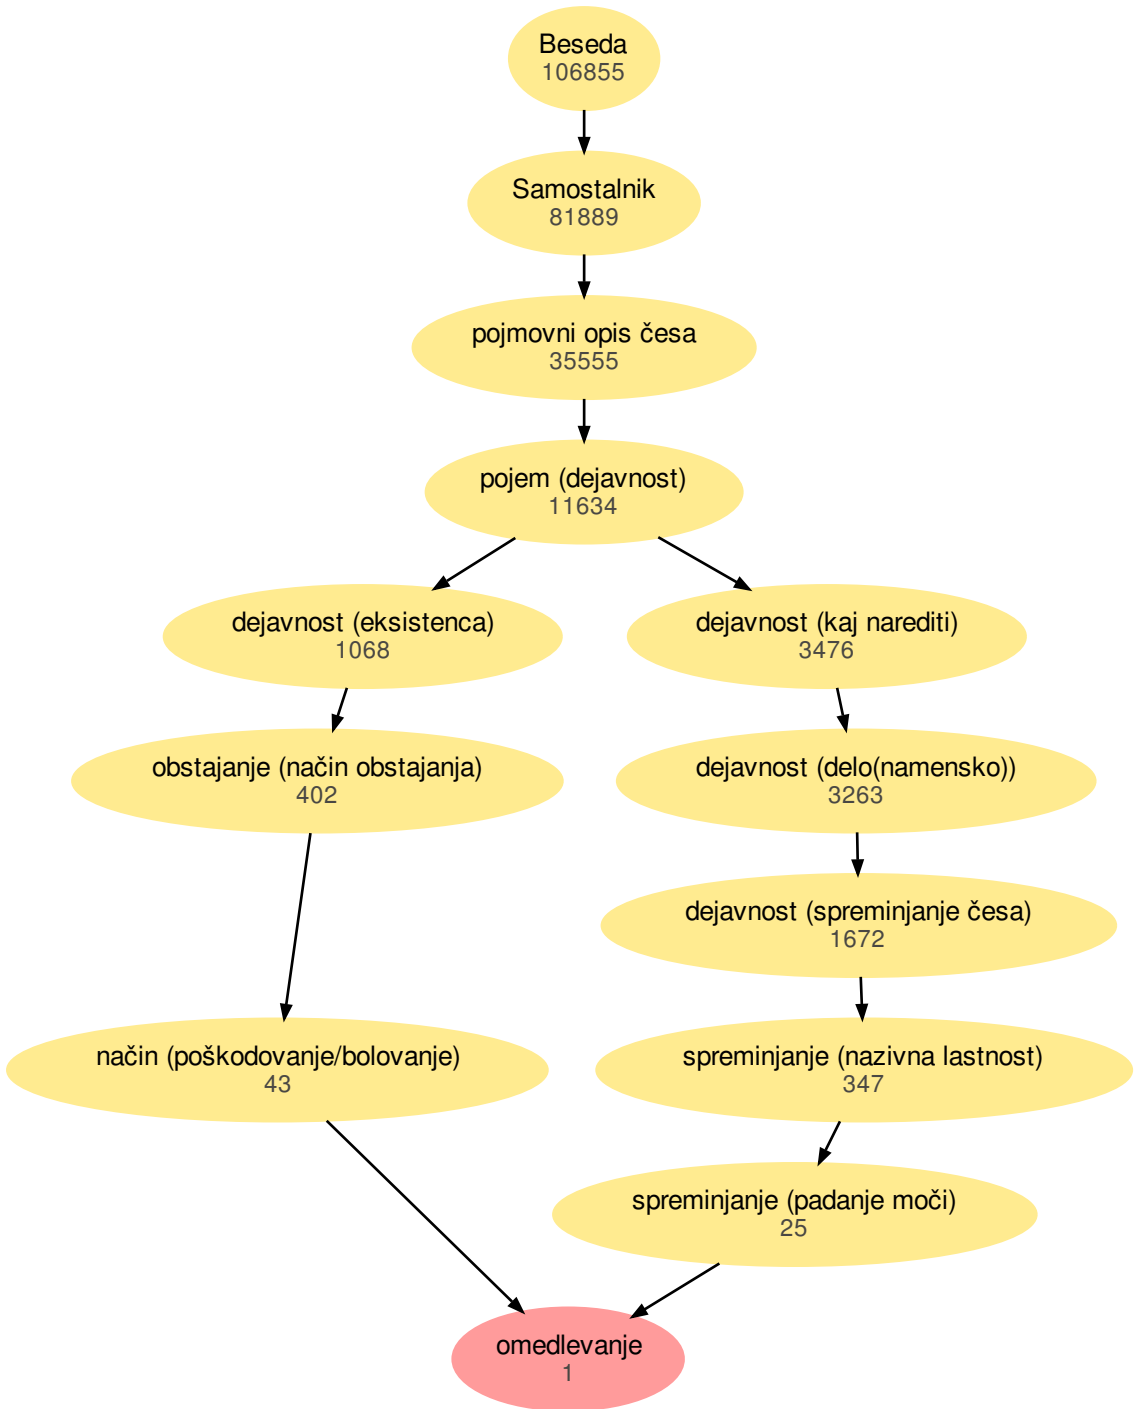 Beseda
106855
Samostalnik
81889
pojmovni opis česa
35555
pojem (dejavnost)
11634
dejavnost (eksistenca)
1068
dejavnost (kaj narediti)
3476
obstajanje (način obstajanja)
402
dejavnost (delo(namensko))
3263
dejavnost (spreminjanje česa)
1672
način (poškodovanje/bolovanje)
43
spreminjanje (nazivna lastnost)
347
spreminjanje (padanje moči)
25
omedlevanje
1